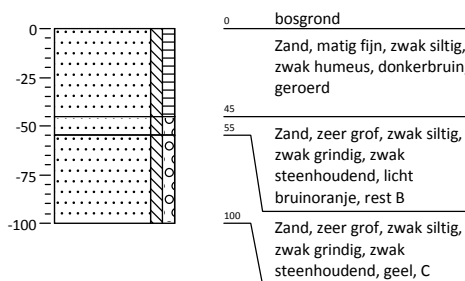 0
-25
-50
-75
-100
0 bosgrond
Zand, matig fijn, zwak siltig,
zwak humeus, donkerbruin,
geroerd
45
55 Zand, zeer grof, zwak siltig,
zwak grindig, zwak
steenhoudend, licht
bruinoranje, rest B
100 Zand, zeer grof, zwak siltig,
zwak grindig, zwak
steenhoudend, geel, C